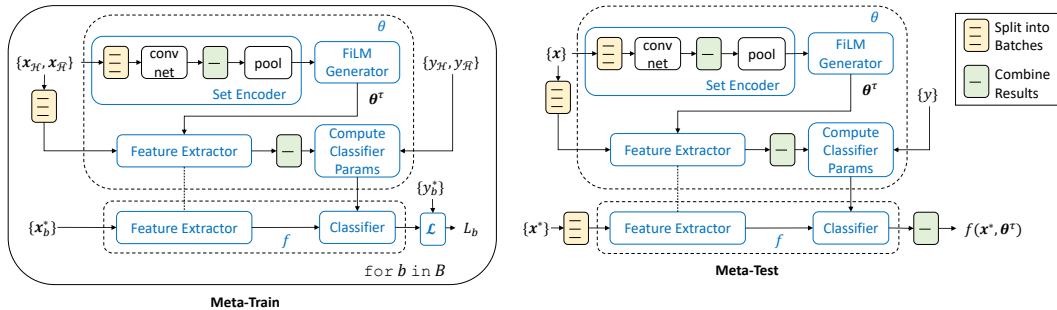 θ
{x_ℋ, x_ℋ̄}
conv
net
pool
Set Encoder
FiLM
Generator
{y_ℋ, y_ℋ̄}
θ^τ
Feature Extractor
Compute
Classifier
Params
{y_b^*}
{x_b^*}
Feature Extractor
f
Classifier
ℒ
L_b
for b in B
Meta-Train
θ
{x}
conv
net
pool
Set Encoder
FiLM
Generator
{y}
θ^τ
Feature Extractor
Compute
Classifier
Params
{x^*}
Feature Extractor
f
Classifier
f(x^*, θ^τ)
Meta-Test
Split into
Batches
Combine
Results